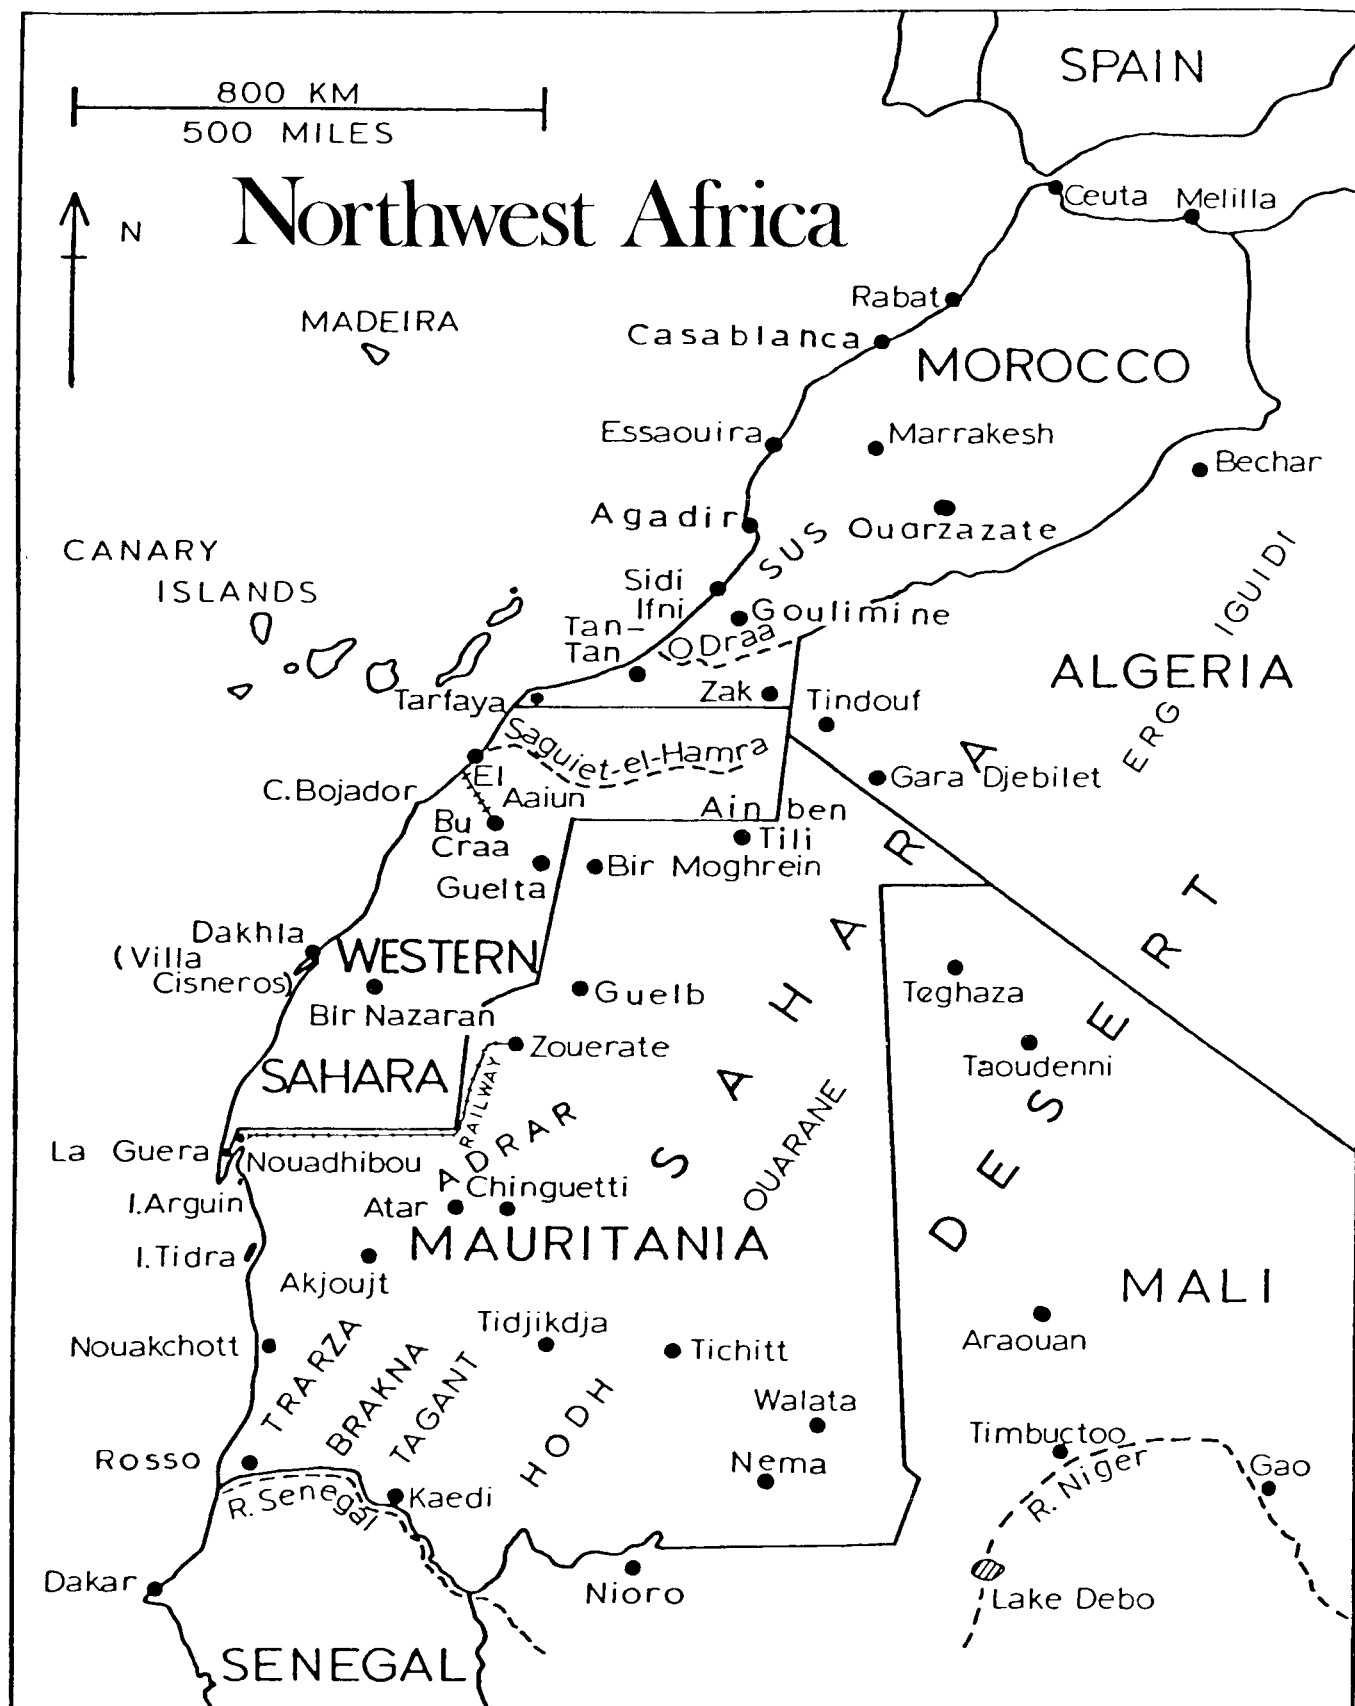 SPAIN
800 KM
500 MILES
Northwest Africa
N
Ceuta
Melilla
Rabat
MADEIRA
Casablanca
MOROCCO
Essaouira
Marrakesh
Bechar
Agadir
SUS
Ouarzazate
CANARY
ISLANDS
Sidi
Ifni
Goulimine
Tan-
Tan
O Draa
ERG IGUIDI
ALGERIA
Tarfaya
Zak
Tindouf
Saguiet-el-Hamra
Gara Djebilet
El
Aaiun
C.Bojador
Bu
Craa
Ain ben
Tili
Guelta
Bir Moghrein
Dakhla
(Villa
Cisneros)
WESTERN
SAHARA
Bir Nazaran
Guelb
Teghaza
SAHARA
DESERT
Zouerate
Taoudenni
RAILWAY
ADRAR
OUARANE
La Guera
Nouadhibou
I.Arguin
Atar
Chinguetti
I.Tidra
MAURITANIA
Akjoujt
MALI
Nouakchott
TRARZA
BRAKNA
TAGANT
Tidjikdja
HODH
Tichitt
Araouan
Walata
Rosso
Nema
Timbuctoo
R. Niger
Gao
R. Senegal
Kaedi
Dakar
Nioro
Lake Debo
SENEGAL